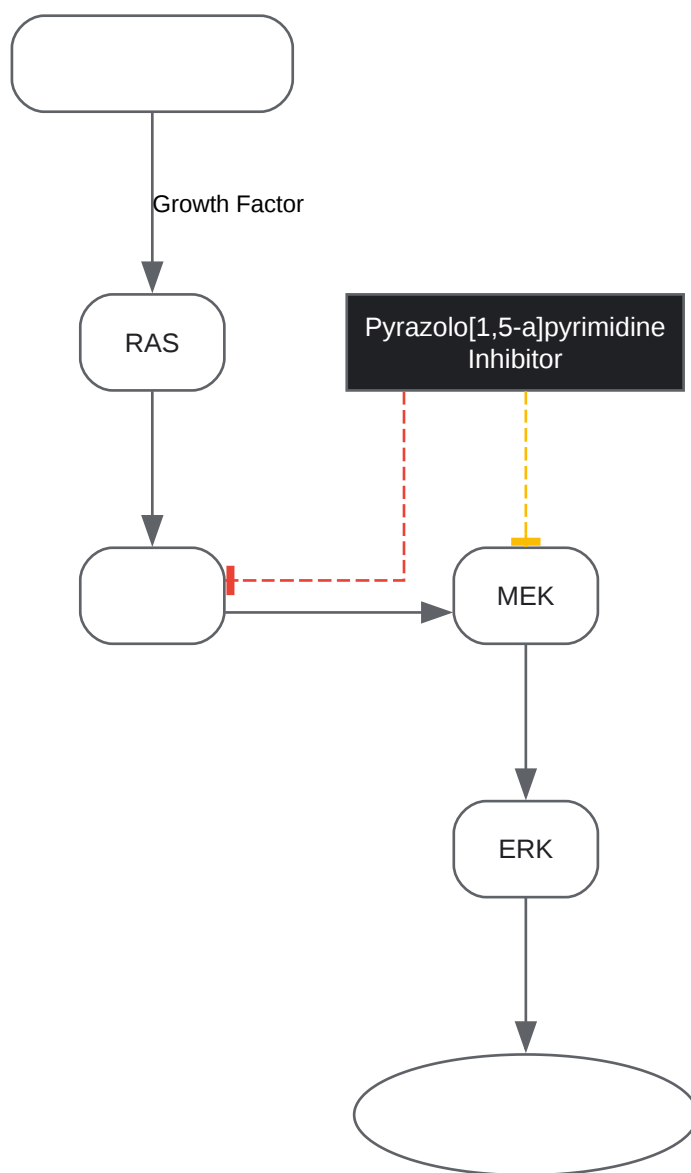 Growth Factor
RAS
Pyrazolo[1,5-a]pyrimidine
Inhibitor
MEK
ERK